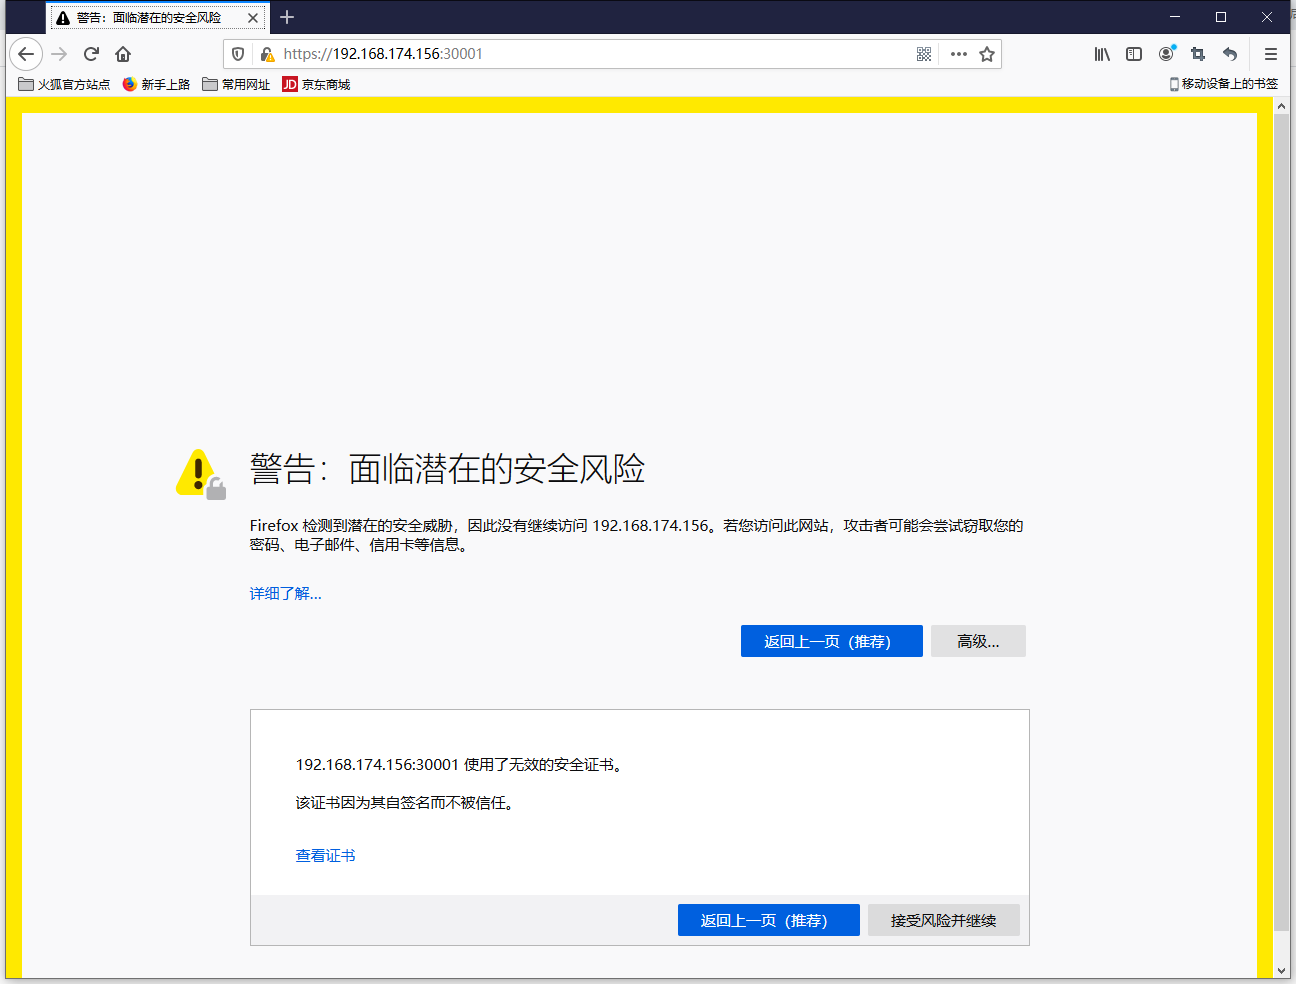 警告：面临潜在的安全风险
https://192.168.174.156:30001
火狐官方站点 新手上路 常用网址 JD 京东商城 移动设备上的书签
警告：面临潜在的安全风险
Firefox 检测到潜在的安全威胁，因此没有继续访问 192.168.174.156。若您访问此网站，攻击者可能会尝试窃取您的
密码、电子邮件、信用卡等信息。
详细了解...
返回上一页（推荐） 高级...
192.168.174.156:30001 使用了无效的安全证书。
该证书因为其自签名而不被信任。
查看证书
返回上一页（推荐） 接受风险并继续